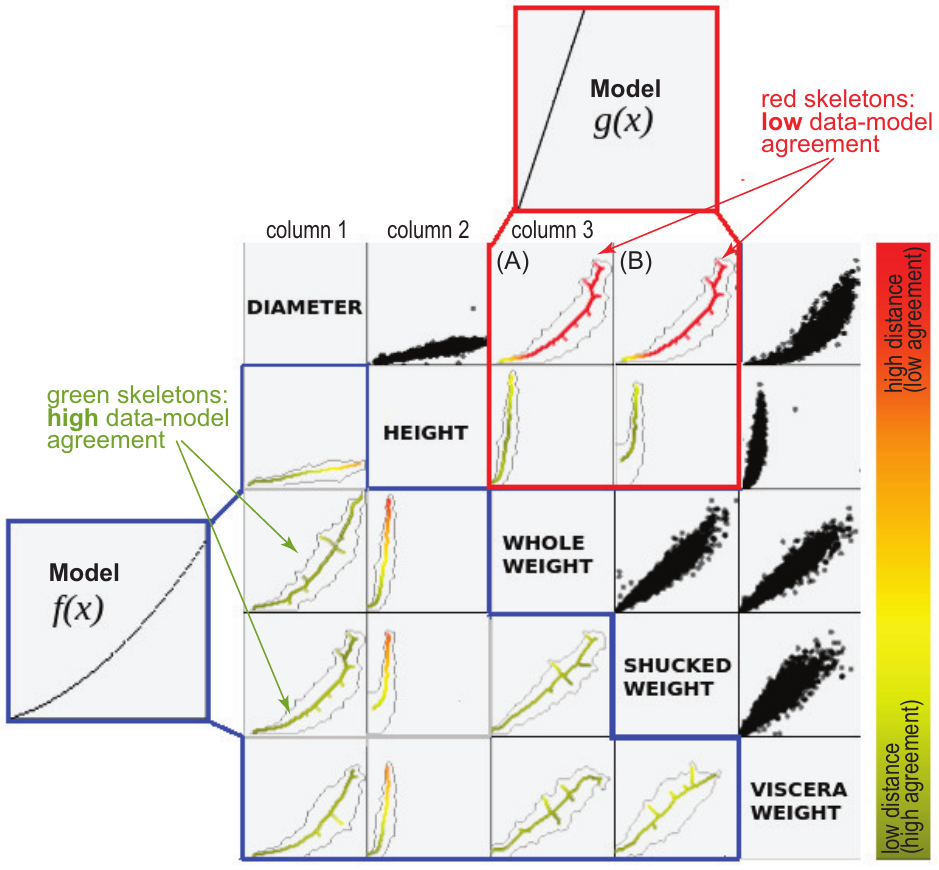 Model
g(x)
red skeletons:
low data-model
agreement
column 1
column 2
column 3
(A)
(B)
DIAMETER
HEIGHT
WHOLE
WEIGHT
SHUCKED
WEIGHT
VISCERA
WEIGHT
green skeletons:
high data-model
agreement
Model
f(x)
high distance
(low agreement)
low distance
(high agreement)